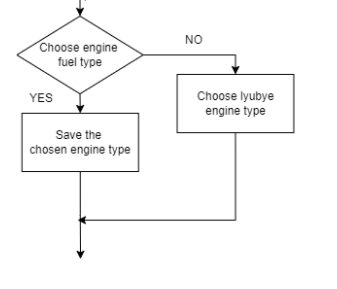 Choose engine
fuel type
NO
YES
Choose lyubye
engine type
Save the
chosen engine type